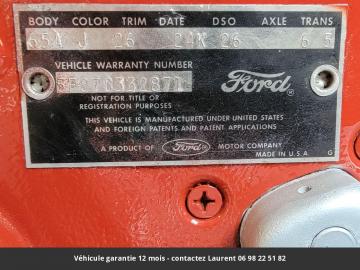 BODY COLOR TRIM DATE DSO AXLE TRANS
65A J 26 24K 26 6 5
VEHICLE WARRANTY NUMBER
Ford
NOT FOR TITLE OR
REGISTRATION PURPOSES
THIS VEHICLE IS MANUFACTURED UNDER UNITED STATES
AND FOREIGN PATENTS AND PATENT APPLICATIONS
A PRODUCT OF Ford MOTOR COMPANY
MADE IN U.S.A G
Véhicule garantie 12 mois - contactez Laurent 06 98 22 51 82